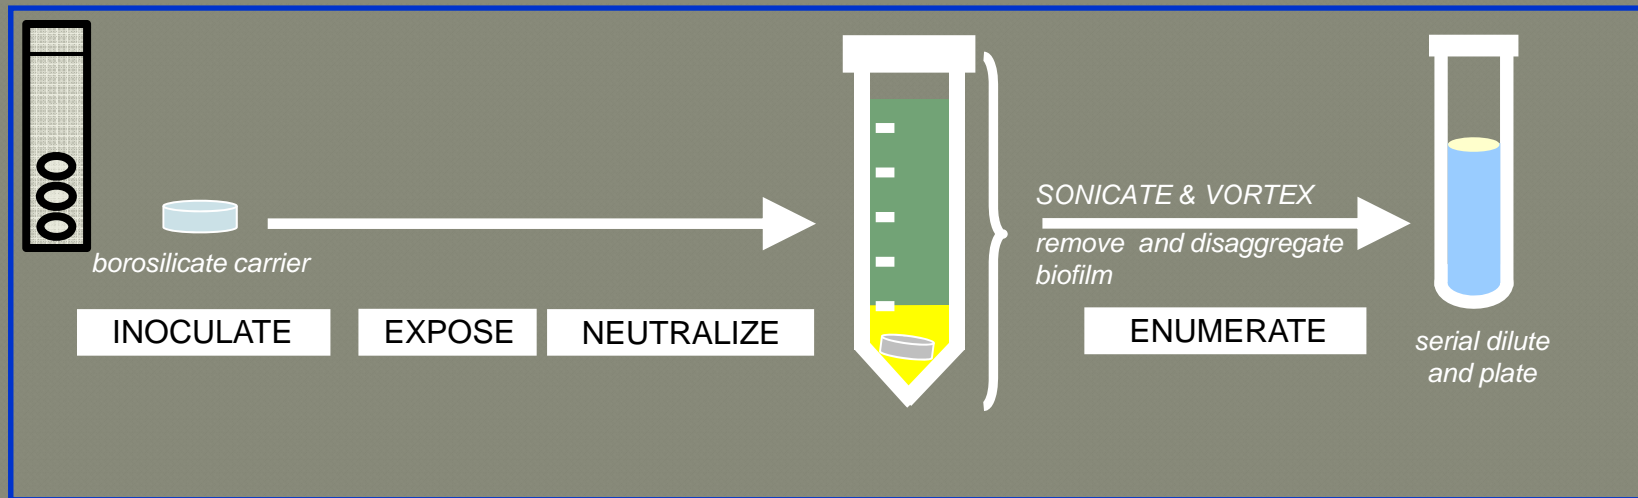 borosilicate carrier
INOCULATE
EXPOSE
NEUTRALIZE
SONICATE & VORTEX
remove and disaggregate
biofilm
ENUMERATE
serial dilute
and plate